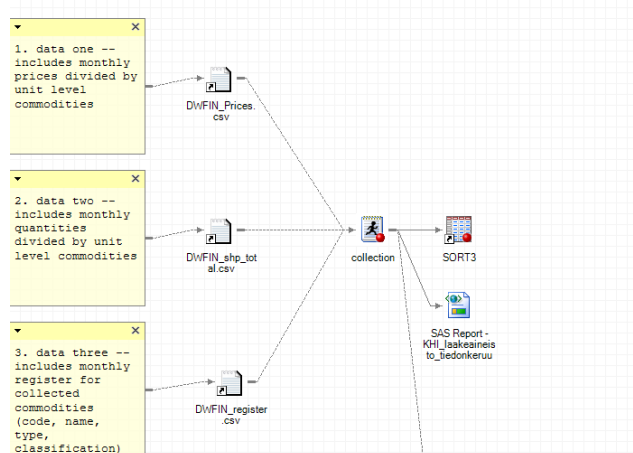 1. data one --
includes monthly
prices divided by
unit level
commodities
DWFIN_Prices.
csv
2. data two --
includes monthly
quantities
divided by unit
level commodities
DWFIN_shp_tot
al.csv
collection
SORT3
SAS Report -
KHI_laakeaineis
to_tiedonkeruu
3. data three --
includes monthly
register for
collected
commodities
(code, name,
type,
classification)
DWFIN_register
.csv